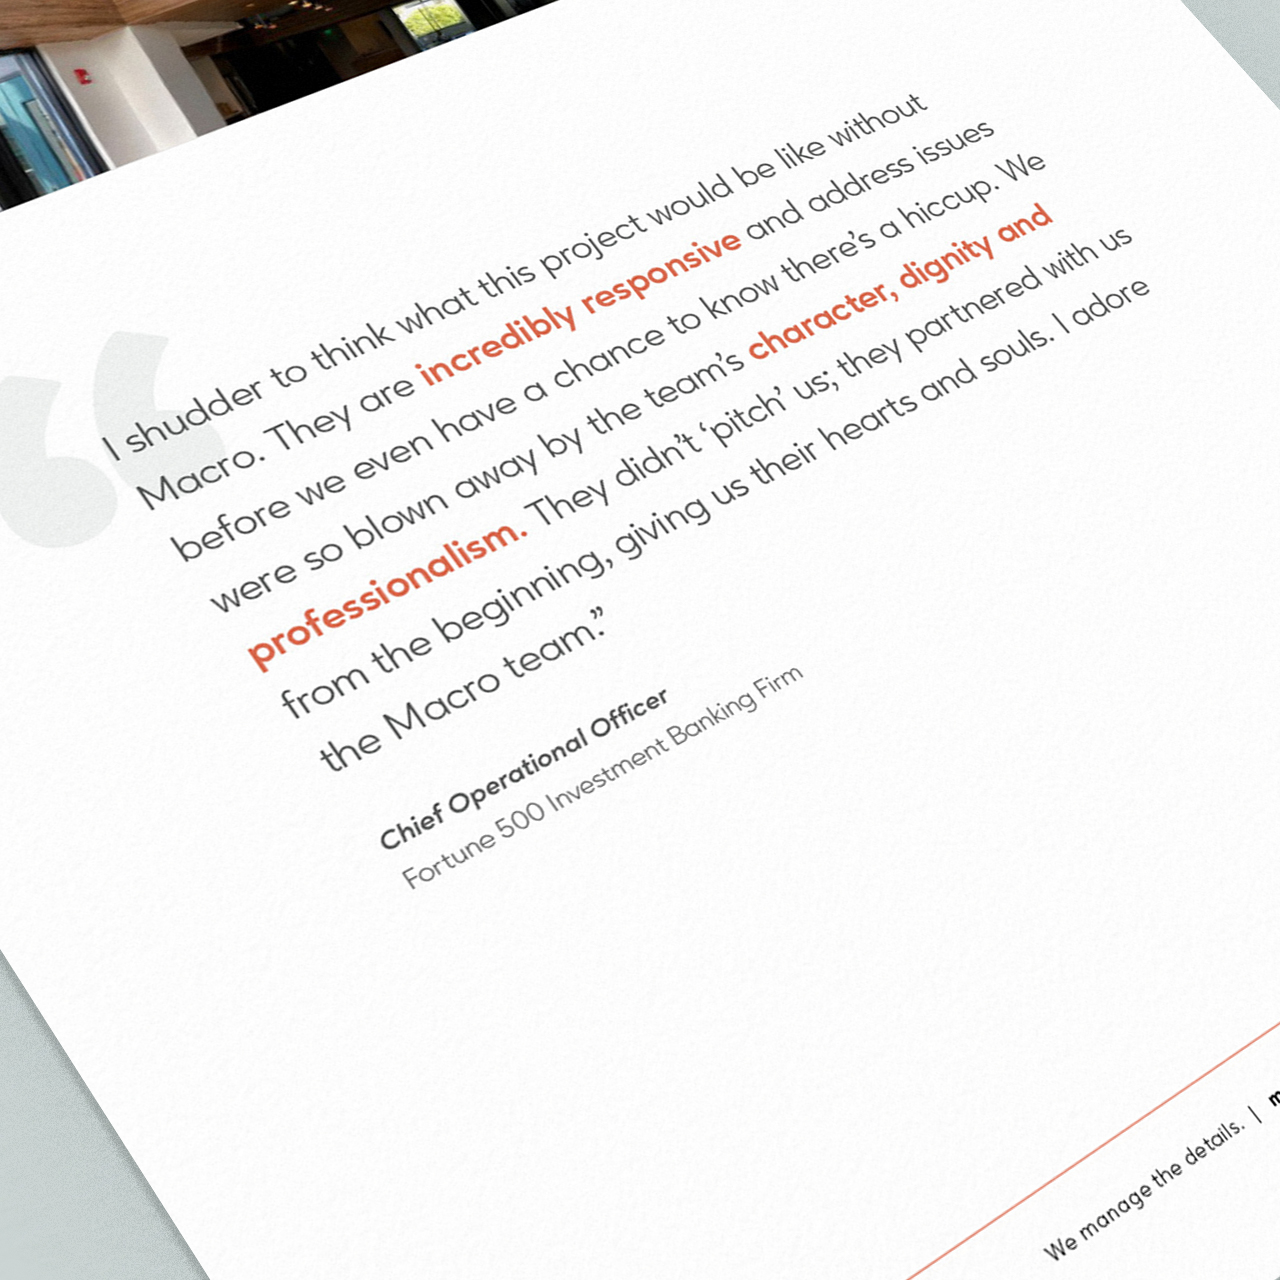 “
I shudder to think what this project would be like without
Macro. They are incredibly responsive and address issues
before we even have a chance to know there’s a hiccup. We
were so blown away by the team’s character, dignity and
professionalism. They didn’t ‘pitch’ us; they partnered with us
from the beginning, giving us their hearts and souls. I adore
the Macro team.”
Chief Operational Officer
Fortune 500 Investment Banking Firm
We manage the details. |